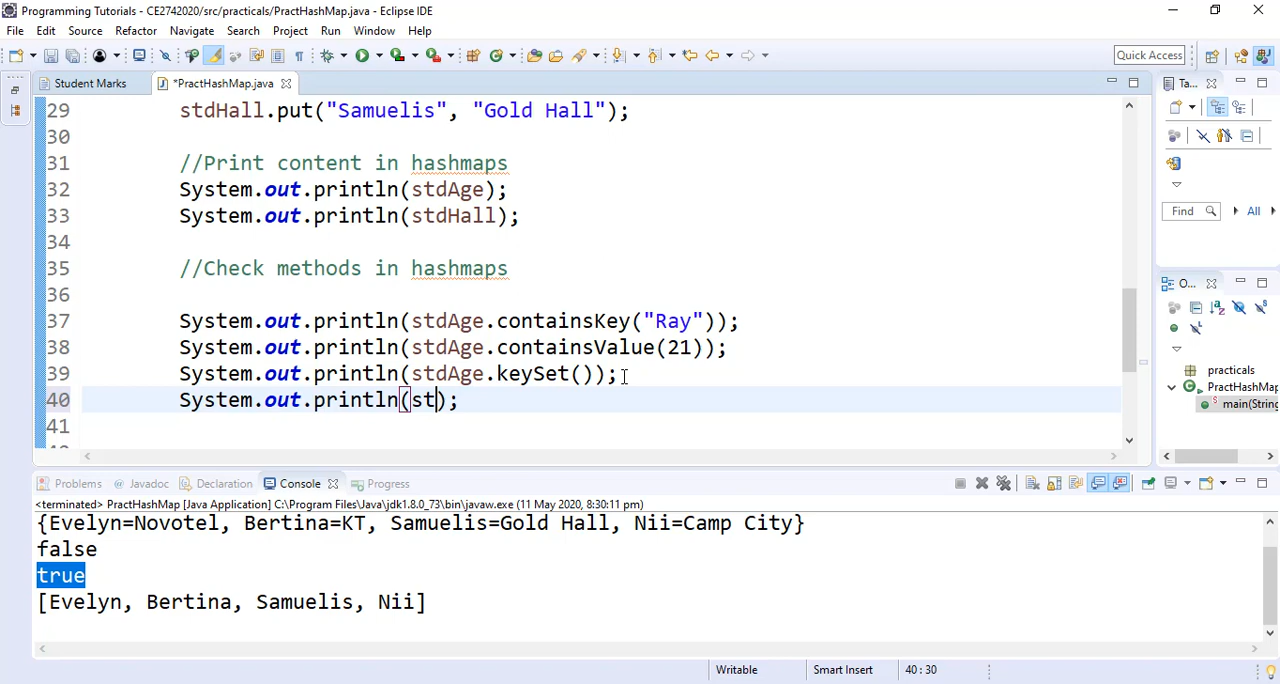 Programming Tutorials - CE2742020/src/practicals/PractHashMap.java - Eclipse IDE
File Edit Source Refactor Navigate Search Project Run Window Help
Quick Access
Student Marks *PractHashMap.java Ta...
29 stdHall.put("Samuelis", "Gold Hall");
30
31 //Print content in hashmaps
32 System.out.println(stdAge);
33 System.out.println(stdHall);
34
35 //Check methods in hashmaps
36
37 System.out.println(stdAge.containsKey("Ray"));
38 System.out.println(stdAge.containsValue(21));
39 System.out.println(stdAge.keySet());
40 System.out.println(st);
41
Find All
O...
practicals
PractHashMap
main(String
Problems Javadoc Declaration Console Progress
<terminated> PractHashMap [Java Application] C:\Program Files\Java\jdk1.8.0_73\bin\javaw.exe (11 May 2020, 8:30:11 pm)
{Evelyn=Novotel, Bertina=KT, Samuelis=Gold Hall, Nii=Camp City}
false
true
[Evelyn, Bertina, Samuelis, Nii]
Writable Smart Insert 40 : 30